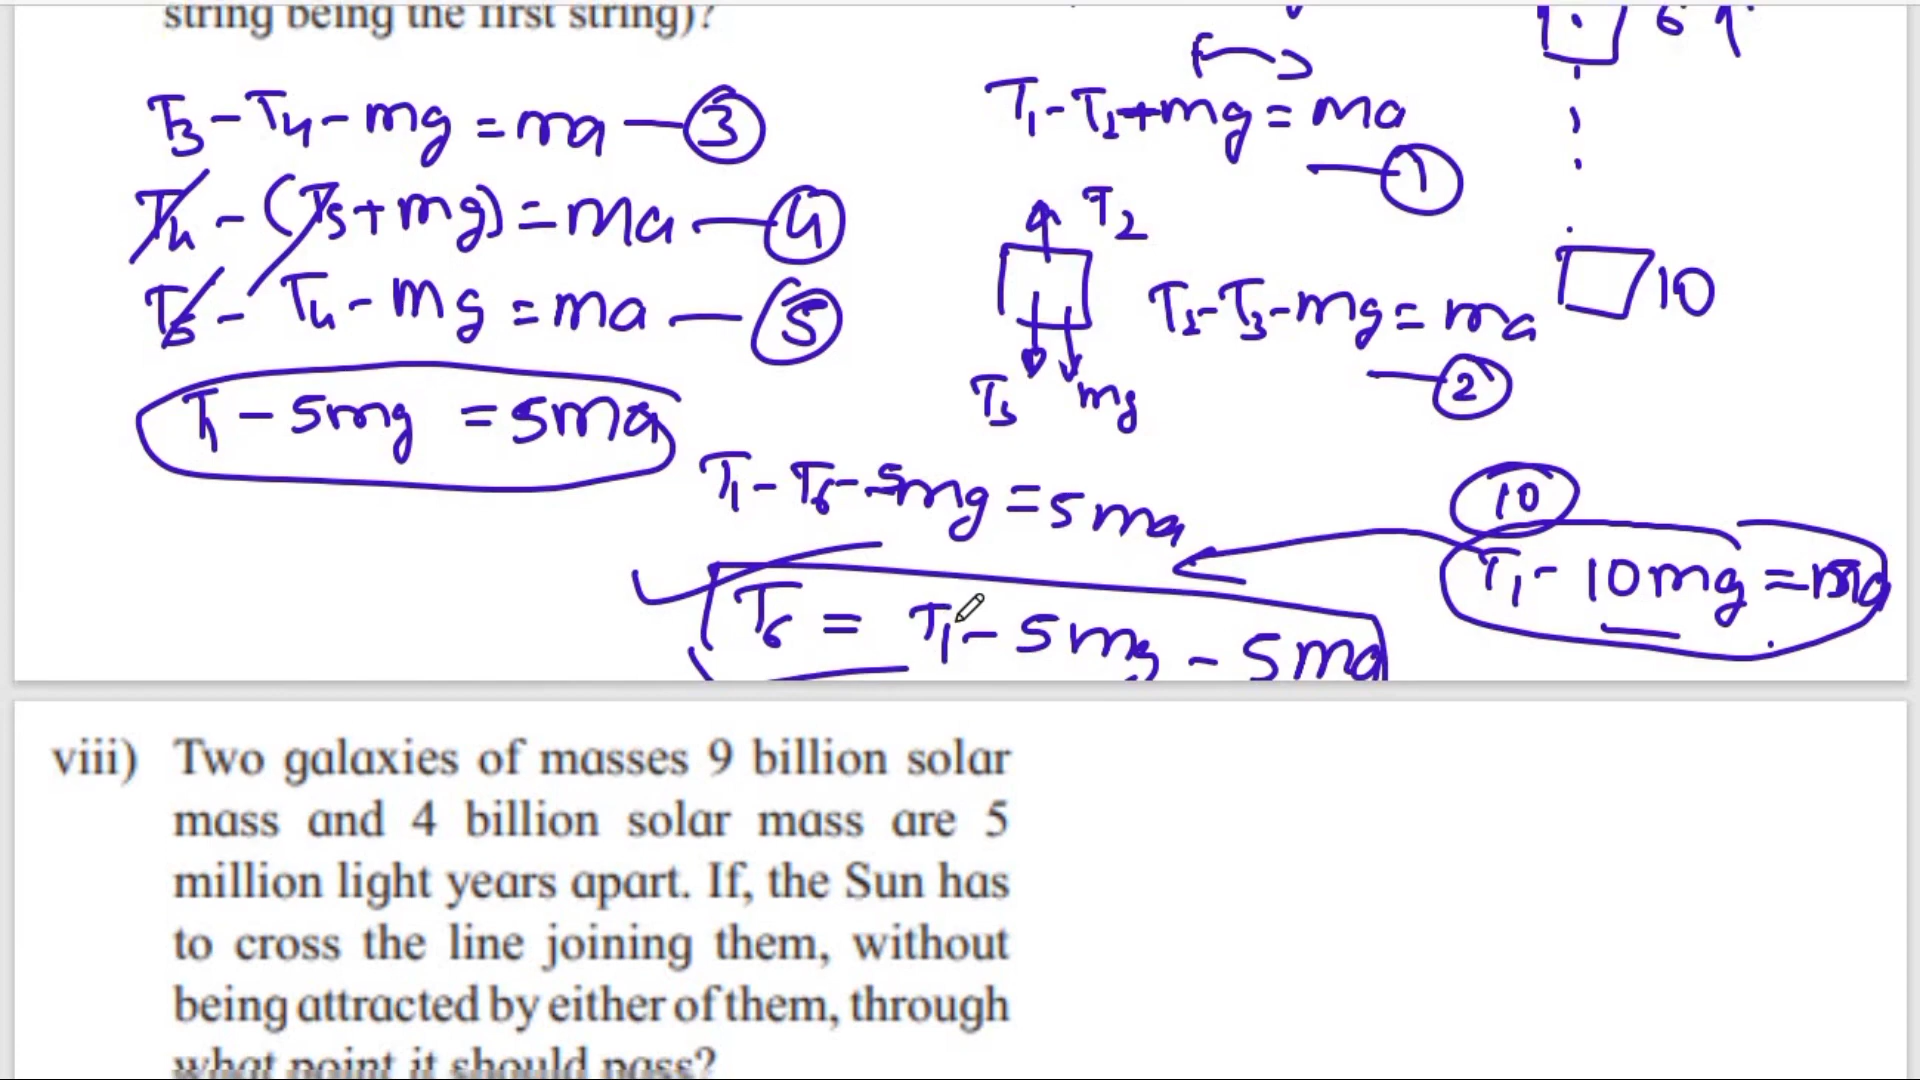 string being the first string)?
T3 - T4 - mg = ma — 3
T4 - (T5 + mg) = ma — 4
T5 - T4 - mg = ma — 5
T1 - 5mg = 5ma
T1 - T2 + mg = ma
1
T2
T2 - T3 - mg = ma
2
T3 mg
6
10
T1 - T6 - 5mg = 5ma
10
T1 - 10mg =
T6 = T1 - 5mg - 5ma
viii) Two galaxies of masses 9 billion solar
mass and 4 billion solar mass are 5
million light years apart. If, the Sun has
to cross the line joining them, without
being attracted by either of them, through
what point it should pass?